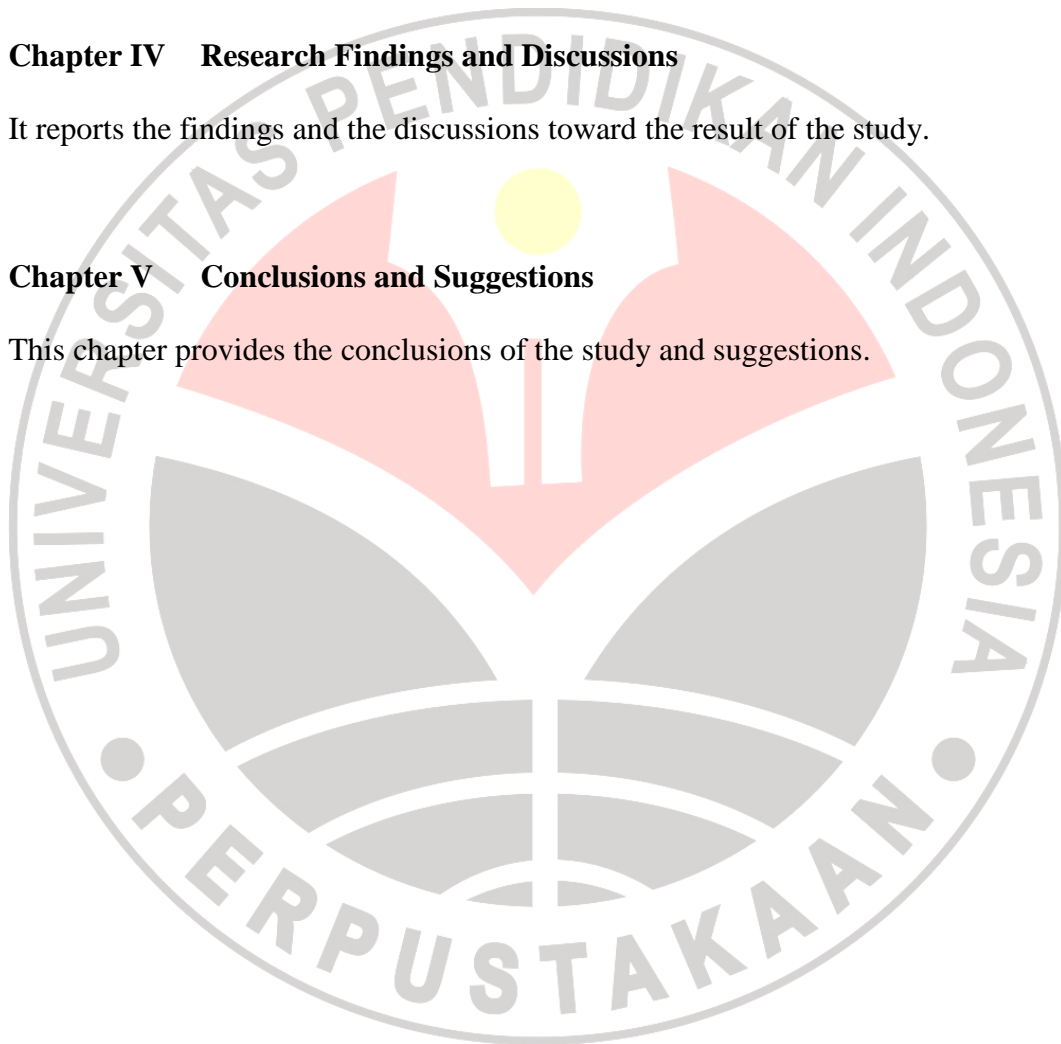 Chapter IV Research Findings and Discussions
It reports the findings and the discussions toward the result of the study.
Chapter V Conclusions and Suggestions
This chapter provides the conclusions of the study and suggestions.
UNIVERSITAS PENDIDIKAN INDONESIA
PERPUSTAKAAN